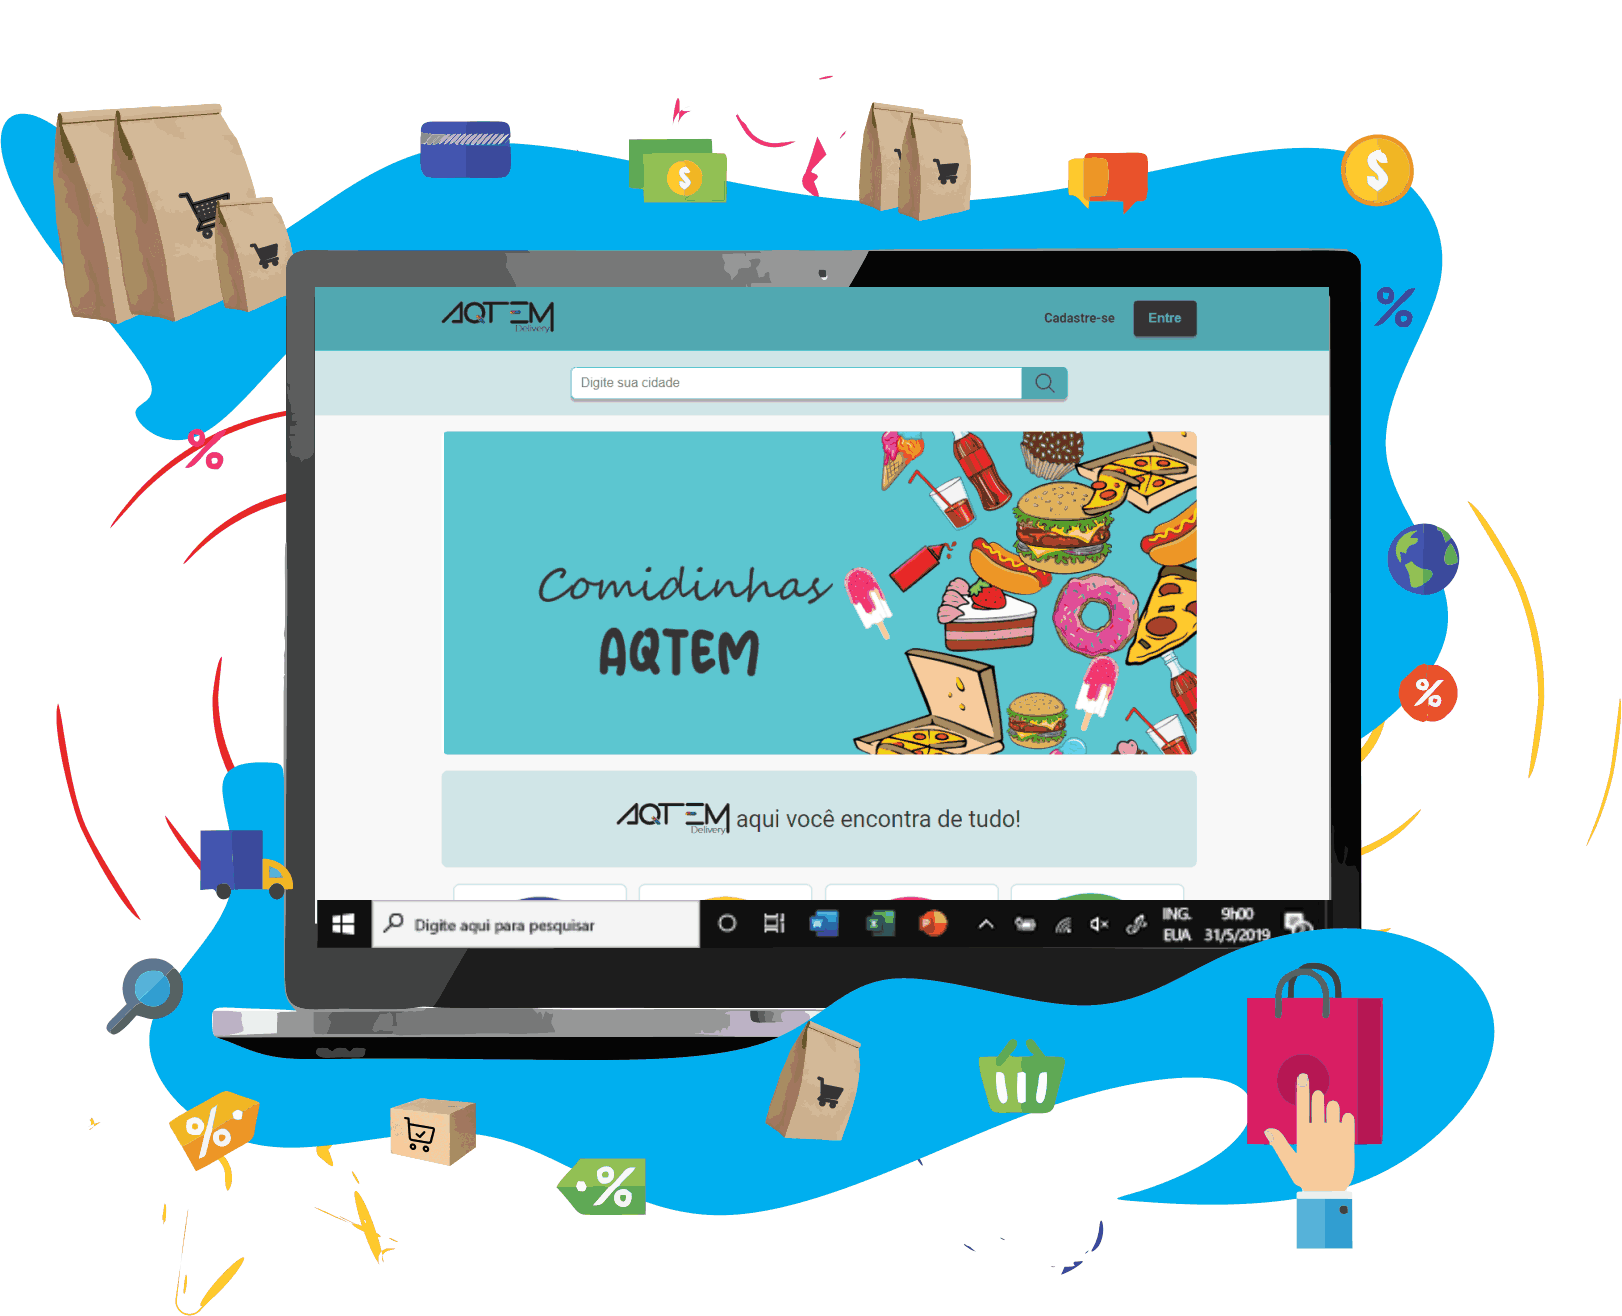 AQTEM
Delivery
Cadastre-se
Entre
Digite sua cidade
Comidinhas
AQTEM
AQTEM
Delivery
aqui você encontra de tudo!
Digite aqui para pesquisar
ING.
EUA
9h00
31/5/2019